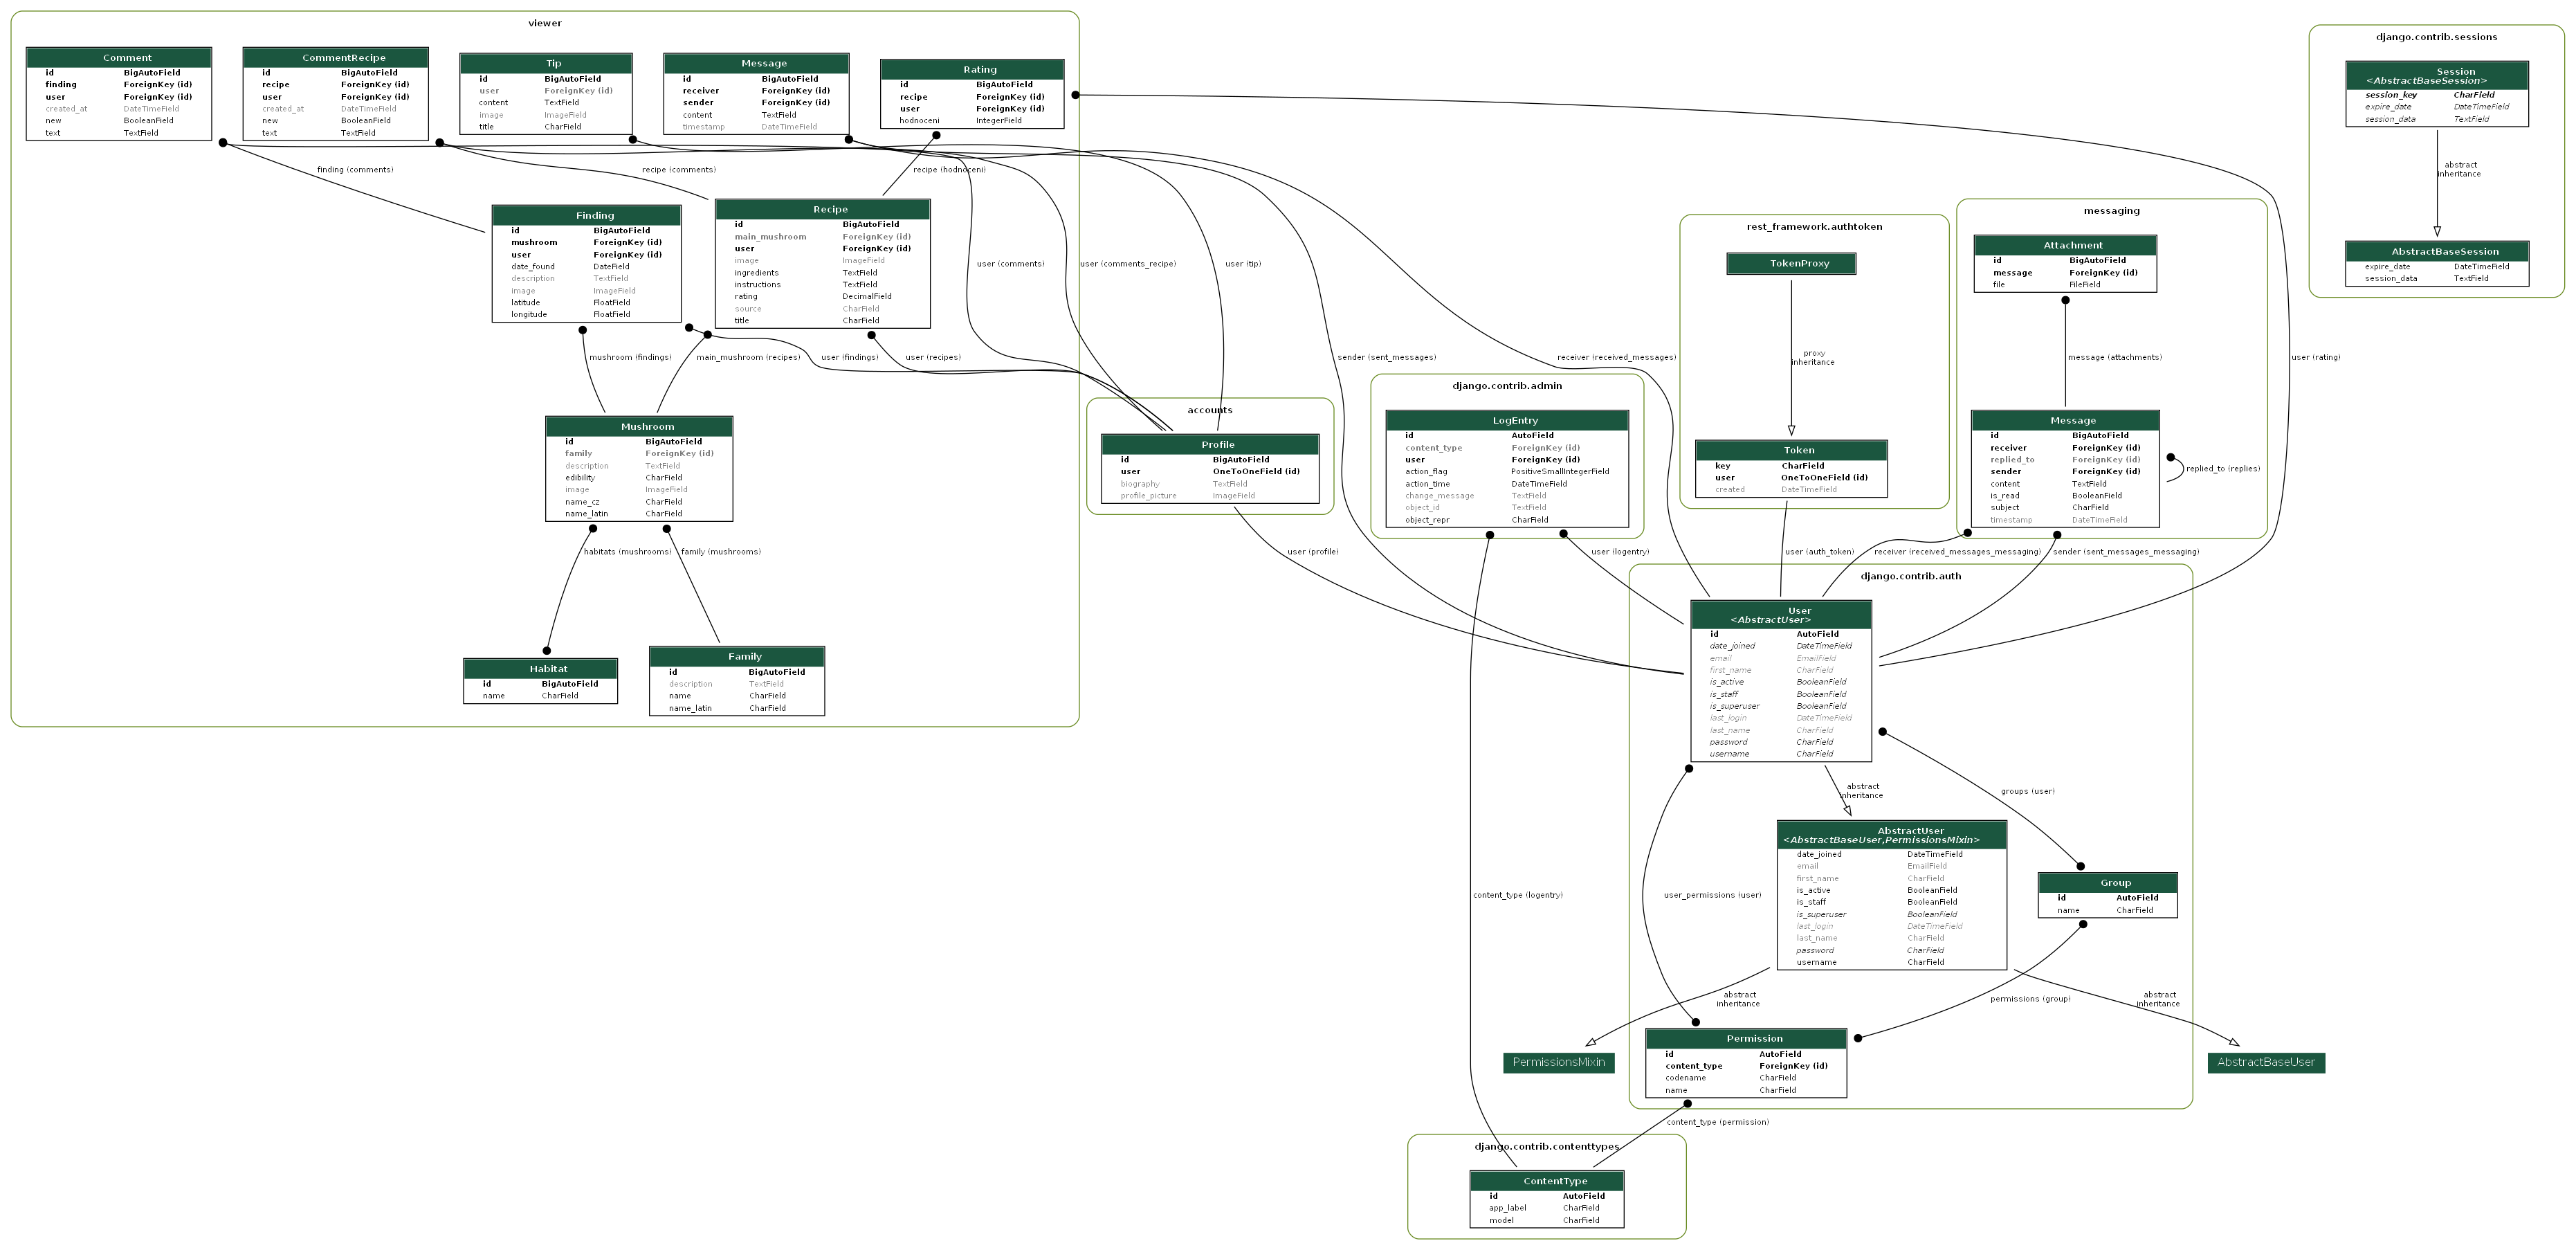 viewer
Comment
id BigAutoField
finding ForeignKey (id)
user ForeignKey (id)
created_at DateTimeField
new BooleanField
text TextField
CommentRecipe
id BigAutoField
recipe ForeignKey (id)
user ForeignKey (id)
created_at DateTimeField
new BooleanField
text TextField
Tip
id BigAutoField
user ForeignKey (id)
content TextField
image ImageField
title CharField
Message
id BigAutoField
receiver ForeignKey (id)
sender ForeignKey (id)
content TextField
timestamp DateTimeField
Rating
id BigAutoField
recipe ForeignKey (id)
user ForeignKey (id)
hodnoceni IntegerField
finding (comments)
recipe (comments)
recipe (hodnoceni)
Finding
id BigAutoField
mushroom ForeignKey (id)
user ForeignKey (id)
date_found DateField
description TextField
image ImageField
latitude FloatField
longitude FloatField
Recipe
id BigAutoField
main_mushroom ForeignKey (id)
user ForeignKey (id)
image ImageField
ingredients TextField
instructions TextField
rating DecimalField
source CharField
title CharField
user (comments)
user (comments_recipe)
user (tip)
mushroom (findings)
main_mushroom (recipes)
user (findings)
user (recipes)
sender (sent_messages)
receiver (received_messages)
user (rating)
Mushroom
id BigAutoField
family ForeignKey (id)
description TextField
edibility CharField
image ImageField
name_cz CharField
name_latin CharField
habitats (mushrooms)
family (mushrooms)
Habitat
id BigAutoField
name CharField
Family
id BigAutoField
description TextField
name CharField
name_latin CharField
accounts
Profile
id BigAutoField
user OneToOneField (id)
biography TextField
profile_picture ImageField
user (profile)
django.contrib.admin
LogEntry
id AutoField
content_type ForeignKey (id)
user ForeignKey (id)
action_flag PositiveSmallIntegerField
action_time DateTimeField
change_message TextField
object_id TextField
object_repr CharField
user (logentry)
content_type (logentry)
rest_framework.authtoken
TokenProxy
proxy
inheritance
Token
key CharField
user OneToOneField (id)
created DateTimeField
user (auth_token)
messaging
Attachment
id BigAutoField
message ForeignKey (id)
file FileField
message (attachments)
Message
id BigAutoField
receiver ForeignKey (id)
replied_to ForeignKey (id)
sender ForeignKey (id)
content TextField
is_read BooleanField
subject CharField
timestamp DateTimeField
replied_to (replies)
receiver (received_messages_messaging)
sender (sent_messages_messaging)
django.contrib.sessions
Session
<AbstractBaseSession>
session_key CharField
expire_date DateTimeField
session_data TextField
abstract
inheritance
AbstractBaseSession
expire_date DateTimeField
session_data TextField
django.contrib.auth
User
<AbstractUser>
id AutoField
date_joined DateTimeField
email EmailField
first_name CharField
is_active BooleanField
is_staff BooleanField
is_superuser BooleanField
last_login DateTimeField
last_name CharField
password CharField
username CharField
abstract
inheritance
groups (user)
user_permissions (user)
AbstractUser
<AbstractBaseUser,PermissionsMixin>
date_joined DateTimeField
email EmailField
first_name CharField
is_active BooleanField
is_staff BooleanField
is_superuser BooleanField
last_login DateTimeField
last_name CharField
password CharField
username CharField
Group
id AutoField
name CharField
abstract
inheritance
permissions (group)
abstract
inheritance
PermissionsMixin
Permission
id AutoField
content_type ForeignKey (id)
codename CharField
name CharField
AbstractBaseUser
content_type (permission)
django.contrib.contenttypes
ContentType
id AutoField
app_label CharField
model CharField